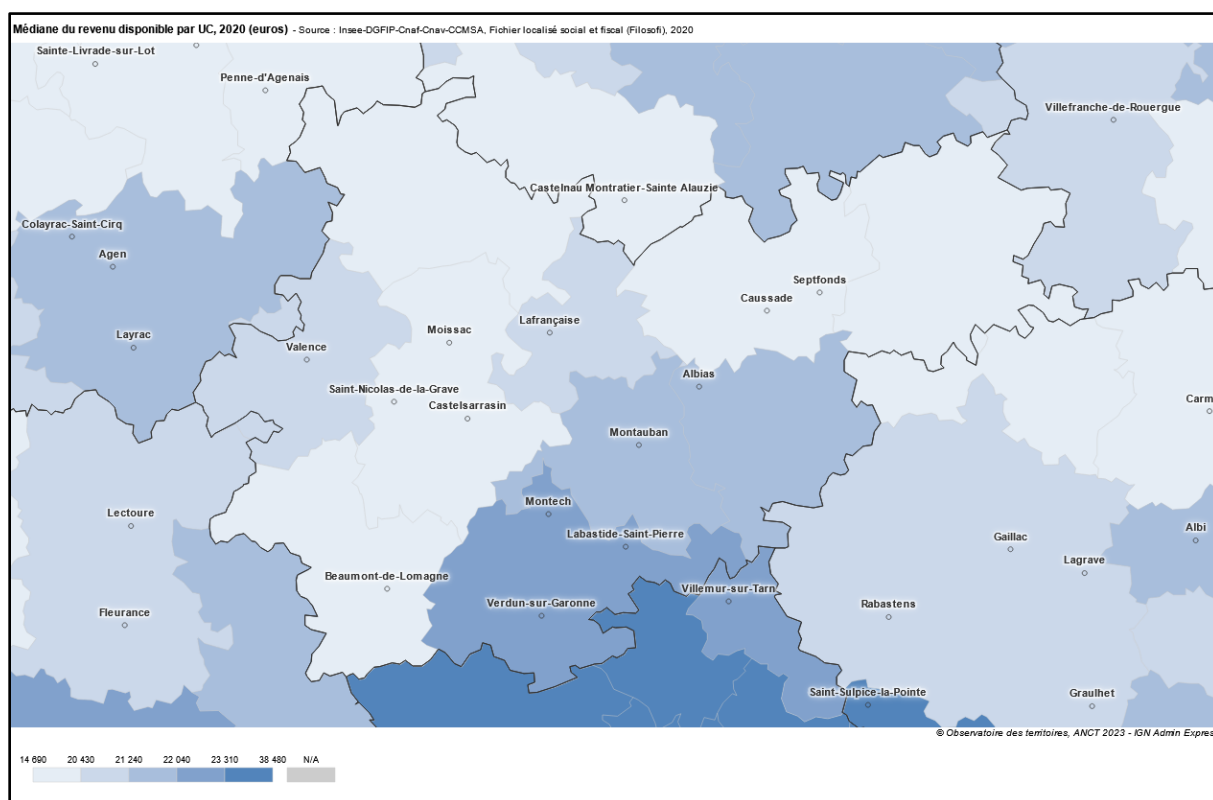 Médiane du revenu disponible par UC, 2020 (euros) - Source : Insee-DGFIP-Cnaf-Cnav-CCMSA, Fichier localisé social et fiscal (Filosofi), 2020
Sainte-Livrade-sur-Lot
Penne-d'Agenais
Villefranche-de-Rouergue
Castelnau Montratier-Sainte Alauzie
Colayrac-Saint-Cirq
Agen
Septfonds
Caussade
Layrac
Moissac
Lafrançaise
Valence
Albias
Saint-Nicolas-de-la-Grave
Castelsarrasin
Carm
Montauban
Lectoure
Montech
Labastide-Saint-Pierre
Gaillac
Albi
Lagrave
Beaumont-de-Lomagne
Villemur-sur-Tarn
Fleurance
Verdun-sur-Garonne
Rabastens
Saint-Sulpice-la-Pointe
Graulhet
© Observatoire des territoires, ANCT 2023 - IGN Admin Expres
14 690 20 430 21 240 22 040 23 310 38 480 N/A